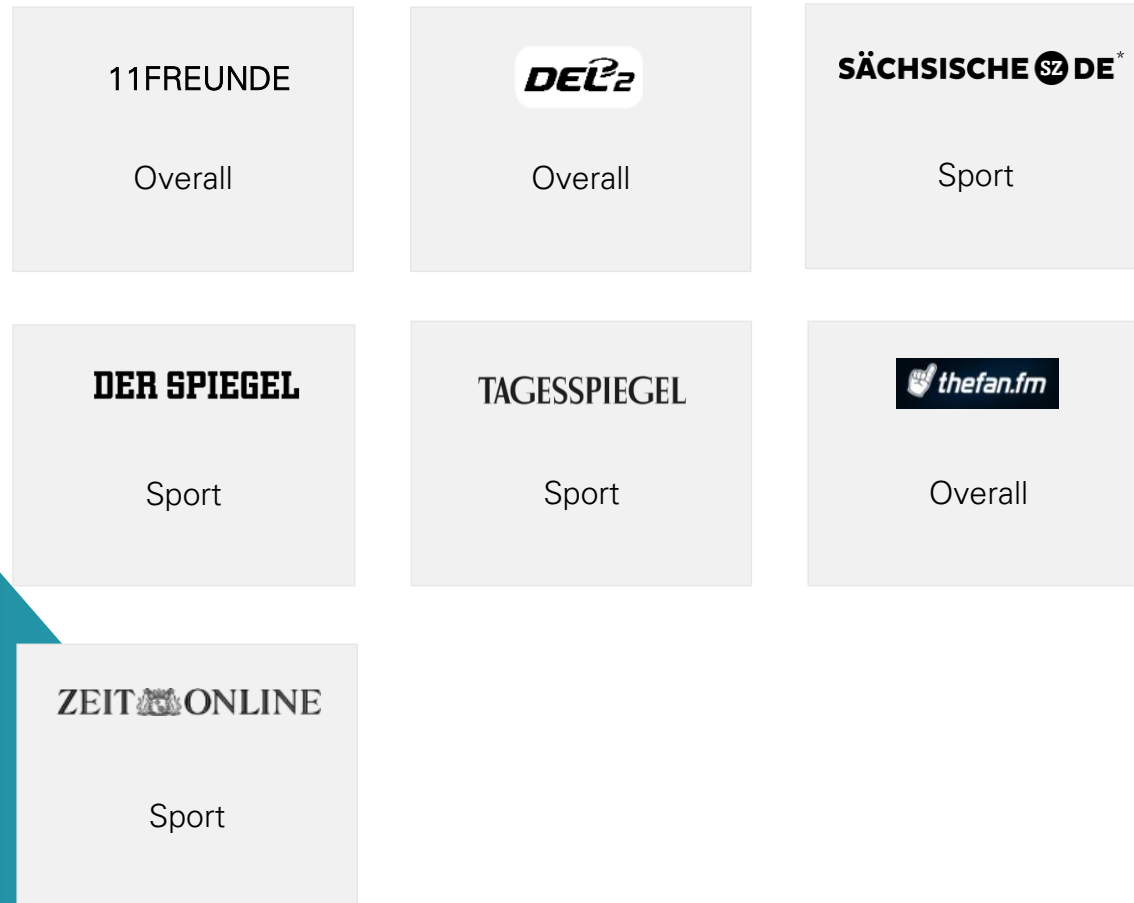 11FREUNDE
Overall
DEL2
Overall
SÄCHSISCHE SZ DE*
Sport
DER SPIEGEL
Sport
TAGESSPIEGEL
Sport
thefan.fm
Overall
ZEIT ONLINE
Sport